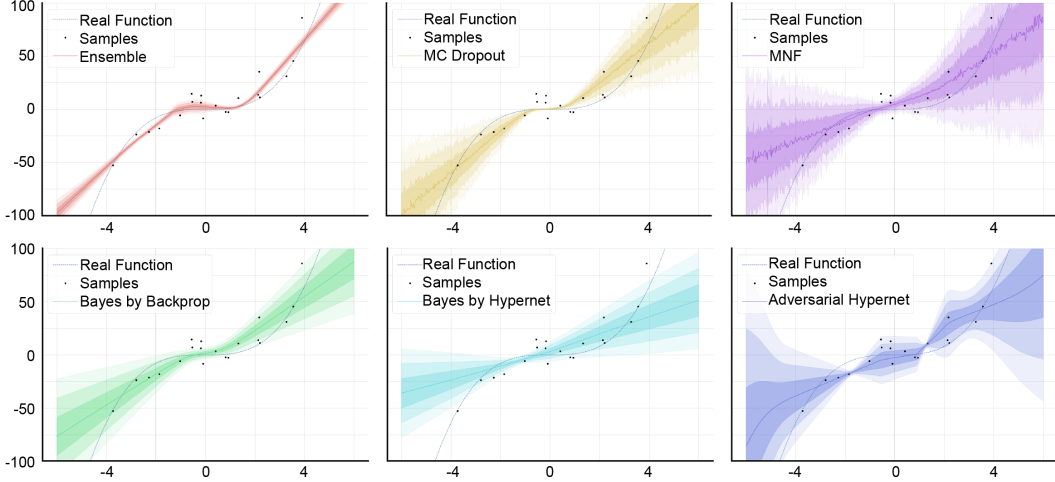 100
50
0
-50
-100
Real Function
Samples
Ensemble
-4
0
4
Real Function
Samples
MC Dropout
-4
0
4
Real Function
Samples
MNF
-4
0
4
100
50
0
-50
-100
Real Function
Samples
Bayes by Backprop
-4
0
4
Real Function
Samples
Bayes by Hypernet
-4
0
4
Real Function
Samples
Adversarial Hypernet
-4
0
4